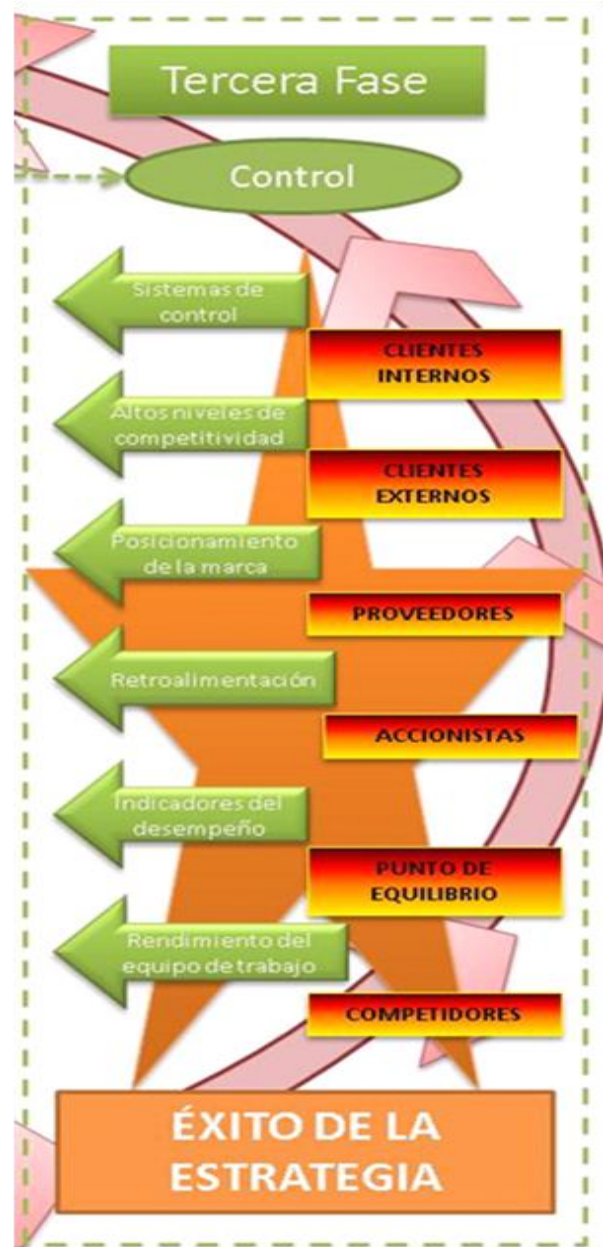 Tercera Fase
Control
Sistemas de
control
CLIENTES
INTERNOS
Altos niveles de
competitividad
CLIENTES
EXTERNOS
Posicionamiento
de la marca
PROVEEDORES
Retroalimentación
ACCIONISTAS
Indicadores del
desempeño
PUNTO DE
EQUILIBRIO
Rendimiento del
equipo de trabajo
COMPETIDORES
ÉXITO DE LA
ESTRATEGIA